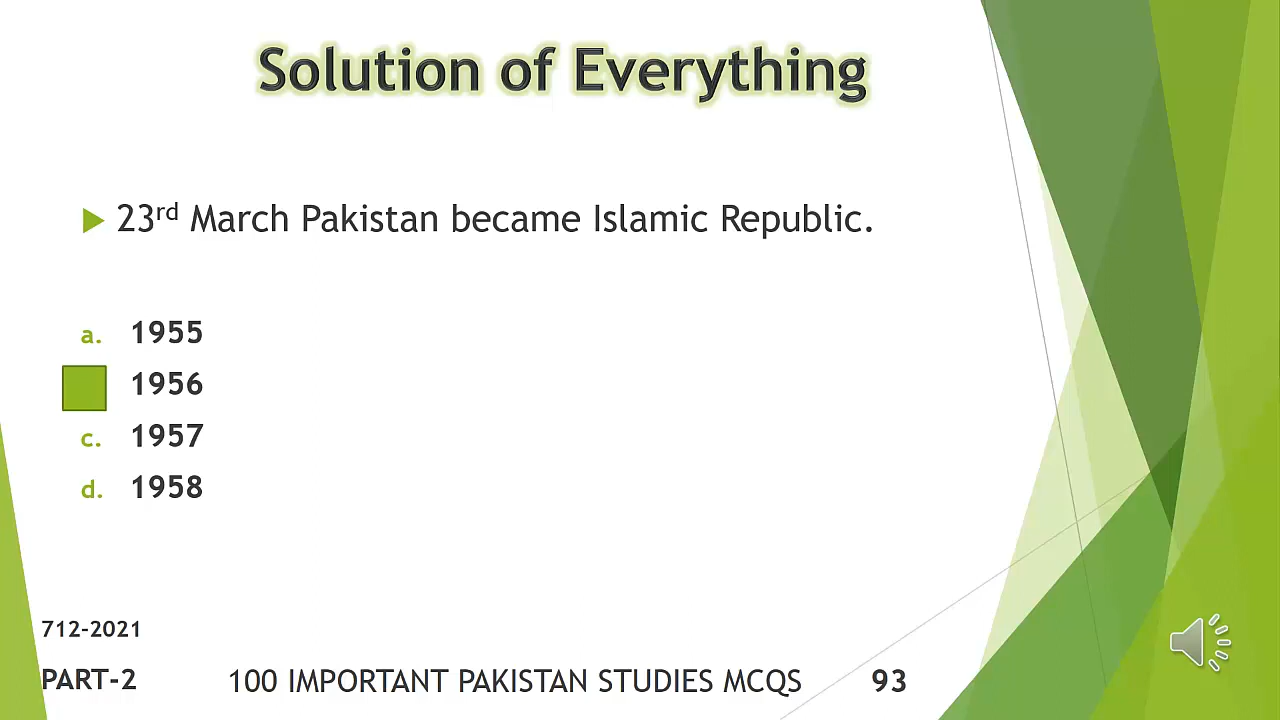 Solution of Everything
23rd March Pakistan became Islamic Republic.
a. 1955
1956
c. 1957
d. 1958
712-2021
PART-2 100 IMPORTANT PAKISTAN STUDIES MCQS 93